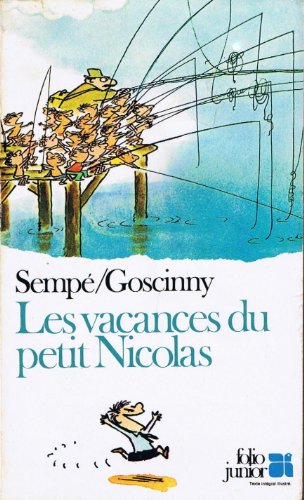 Sempé/Goscinny
Les vacances du
petit Nicolas
folio
junior
Texte intégral illustré.